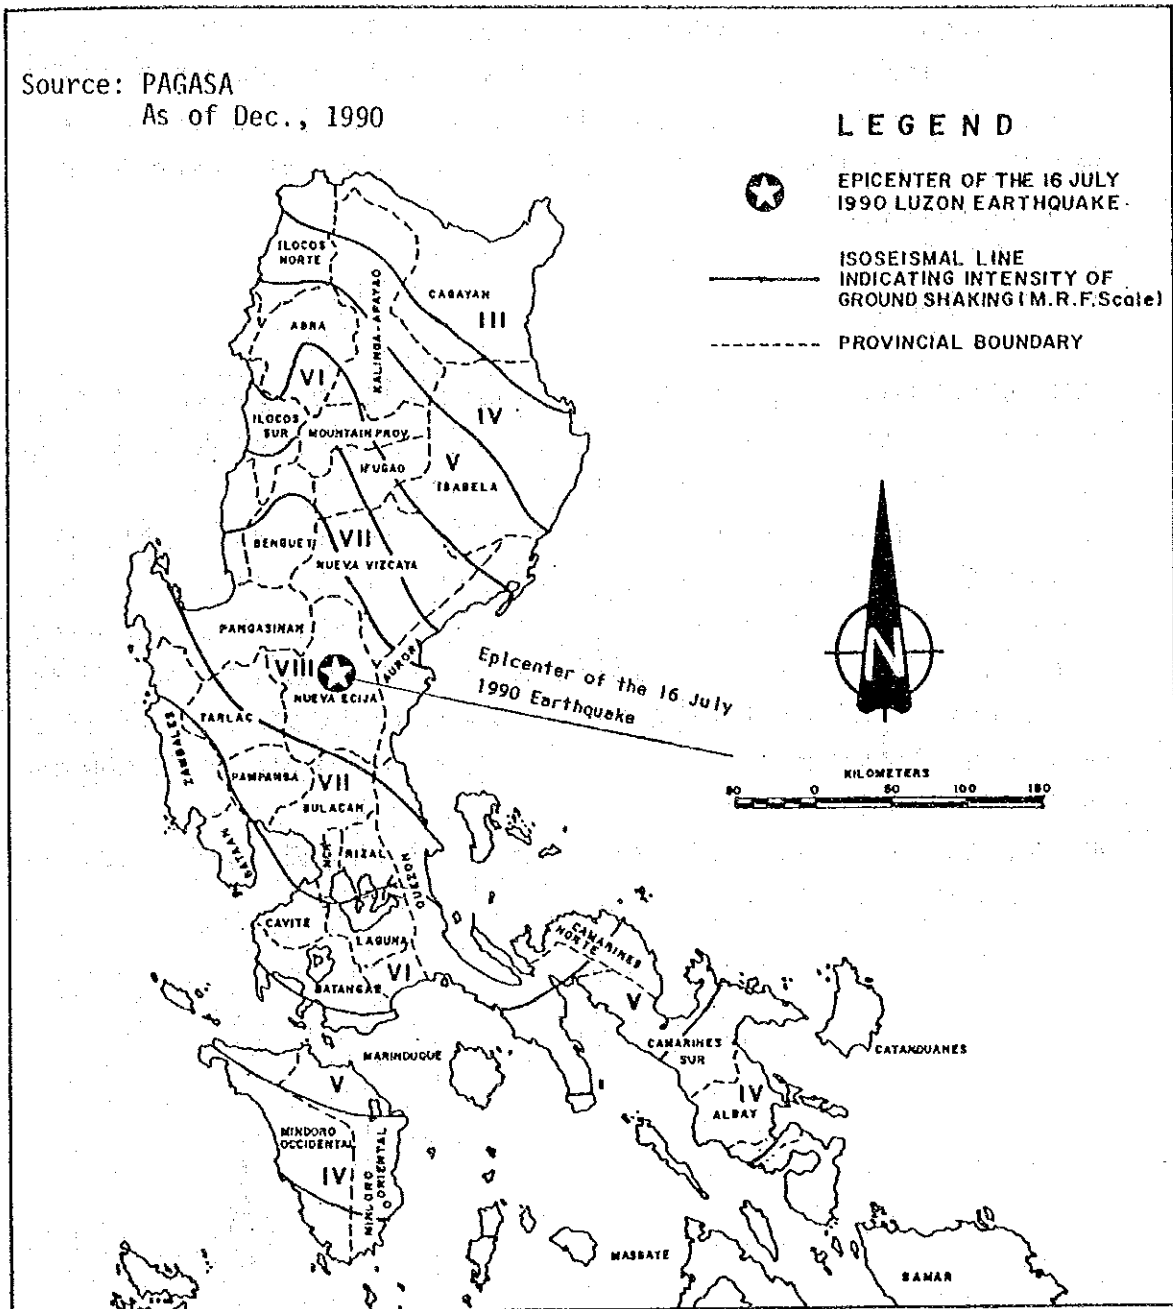 Source: PAGASA
As of Dec., 1990
LEGEND
EPICENTER OF THE 16 JULY
1990 LUZON EARTHQUAKE
ISOSEISMAL LINE
INDICATING INTENSITY OF
GROUND SHAKING (M.R.F. Scale)
PROVINCIAL BOUNDARY
ILOCOS
NORTE
KALINGA-APAYAO
CAGAYAN
III
ABRA
VI
IV
ILOCOS
SUR
MOUNTAIN PROV.
IFUGAO
V
ISABELA
BENGUET
VII
NUEVA VIZCAYA
PANGASINAN
AURORA
VIII
NUEVA ECIJA
Epicenter of the 16 July
1990 Earthquake
N
TARLAC
ZAMBALES
PAMPANGA
VII
BULACAN
KILOMETERS
50 0 50 100 150
BATAAN
NCR
RIZAL
QUEZON
CAVITE
LAGUNA
VI
BATANGAS
CAMARINES
NORTE
V
CAMARINES
SUR
CATANDUANES
MARINDUQUE
V
IV
ALBAY
MINDORO
OCCIDENTAL
IV
MINDORO
ORIENTAL
MASBATE
SAMAR